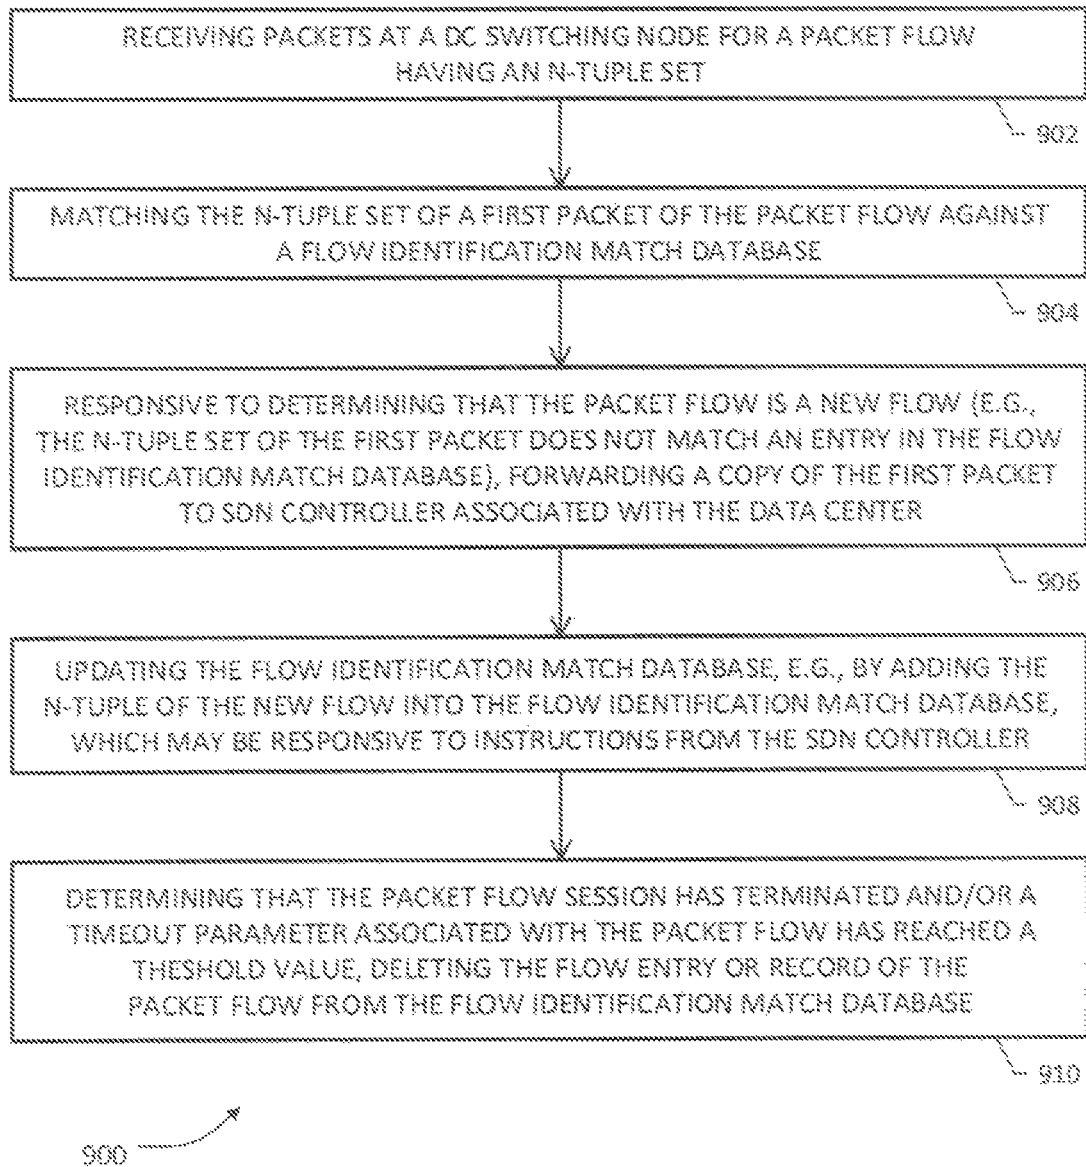 RECEIVING PACKETS AT A DC SWITCHING NODE FOR A PACKET FLOW
HAVING AN N-TUPLE SET
902
MATCHING THE N-TUPLE SET OF A FIRST PACKET OF THE PACKET FLOW AGAINST
A FLOW IDENTIFICATION MATCH DATABASE
904
RESPONSIVE TO DETERMINING THAT THE PACKET FLOW IS A NEW FLOW (E.G.,
THE N-TUPLE SET OF THE FIRST PACKET DOES NOT MATCH AN ENTRY IN THE FLOW
IDENTIFICATION MATCH DATABASE), FORWARDING A COPY OF THE FIRST PACKET
TO SDN CONTROLLER ASSOCIATED WITH THE DATA CENTER
906
UPDATING THE FLOW IDENTIFICATION MATCH DATABASE, E.G., BY ADDING THE
N-TUPLE OF THE NEW FLOW INTO THE FLOW IDENTIFICATION MATCH DATABASE,
WHICH MAY BE RESPONSIVE TO INSTRUCTIONS FROM THE SDN CONTROLLER
908
DETERMINING THAT THE PACKET FLOW SESSION HAS TERMINATED AND/OR A
TIMEOUT PARAMETER ASSOCIATED WITH THE PACKET FLOW HAS REACHED A
THESHOLD VALUE, DELETING THE FLOW ENTRY OR RECORD OF THE
PACKET FLOW FROM THE FLOW IDENTIFICATION MATCH DATABASE
910
900